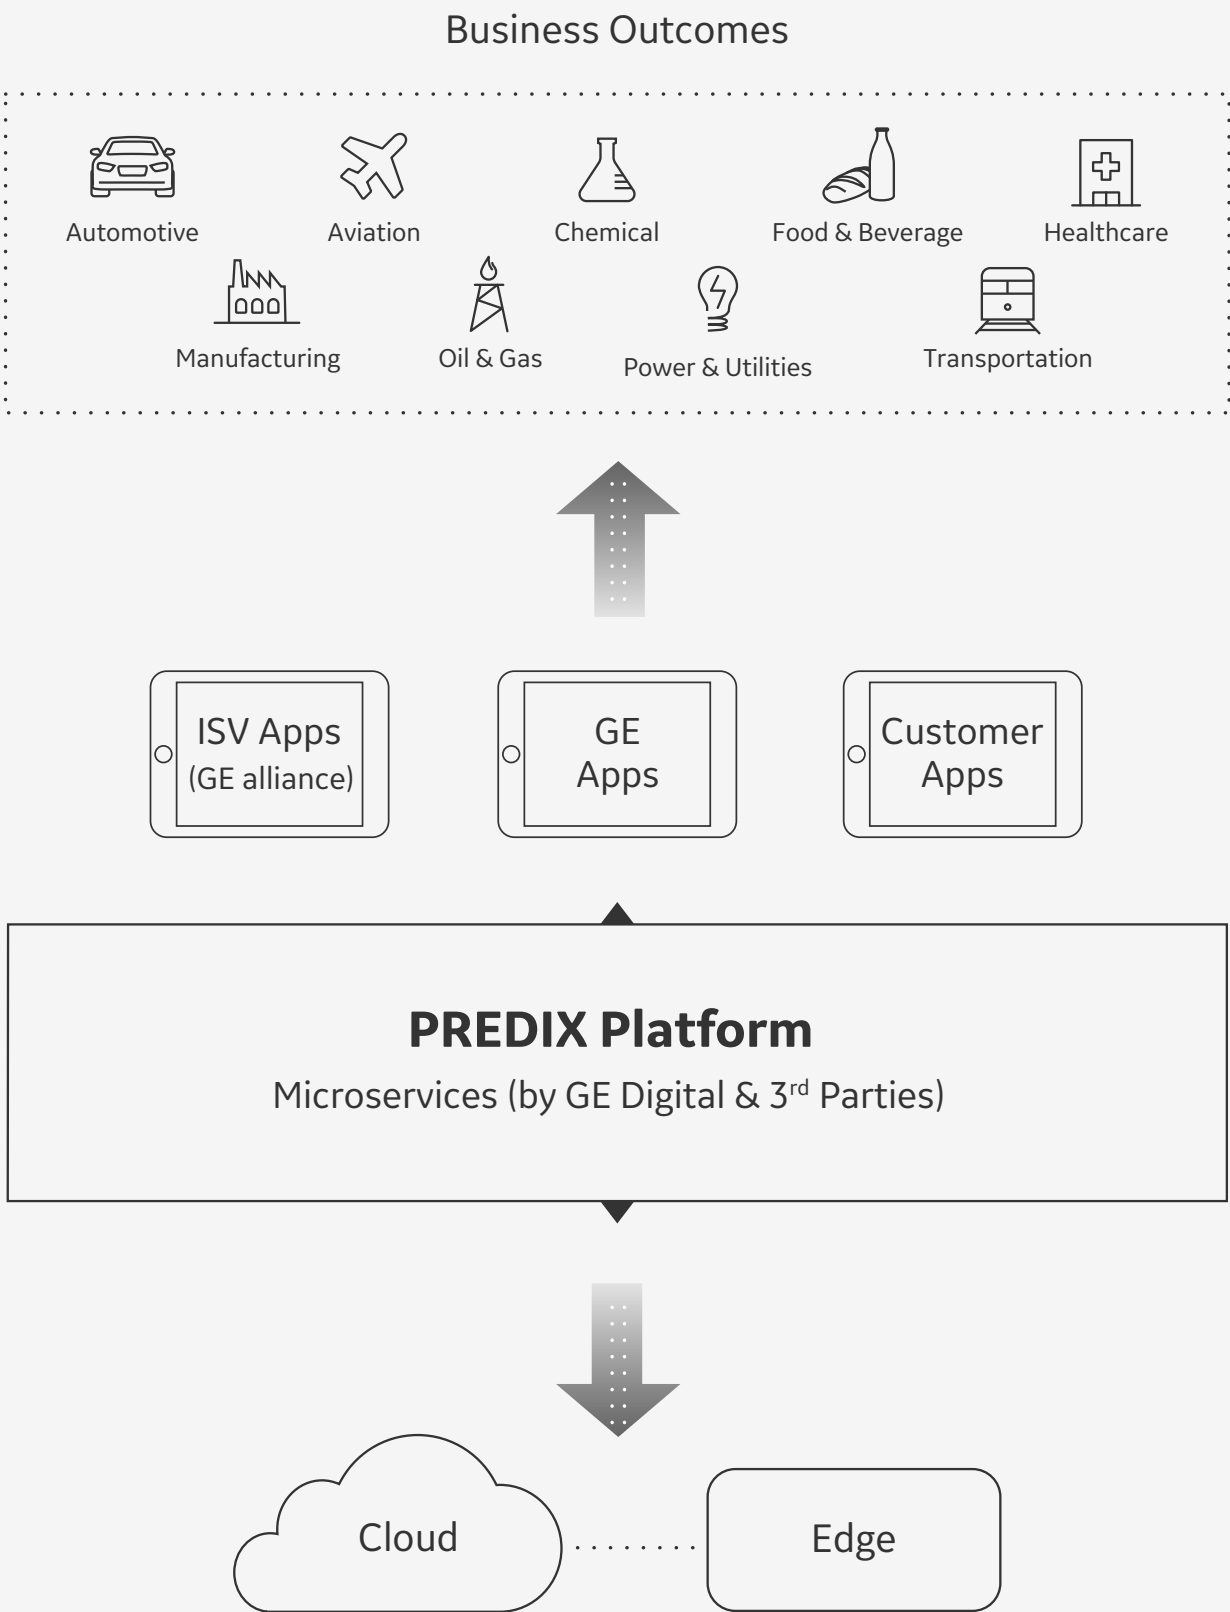 Business Outcomes
Automotive
Aviation
Chemical
Food & Beverage
Healthcare
Manufacturing
Oil & Gas
Power & Utilities
Transportation
ISV Apps
(GE alliance)
GE
Apps
Customer
Apps
PREDIX Platform
Microservices (by GE Digital & 3rd Parties)
Cloud
Edge